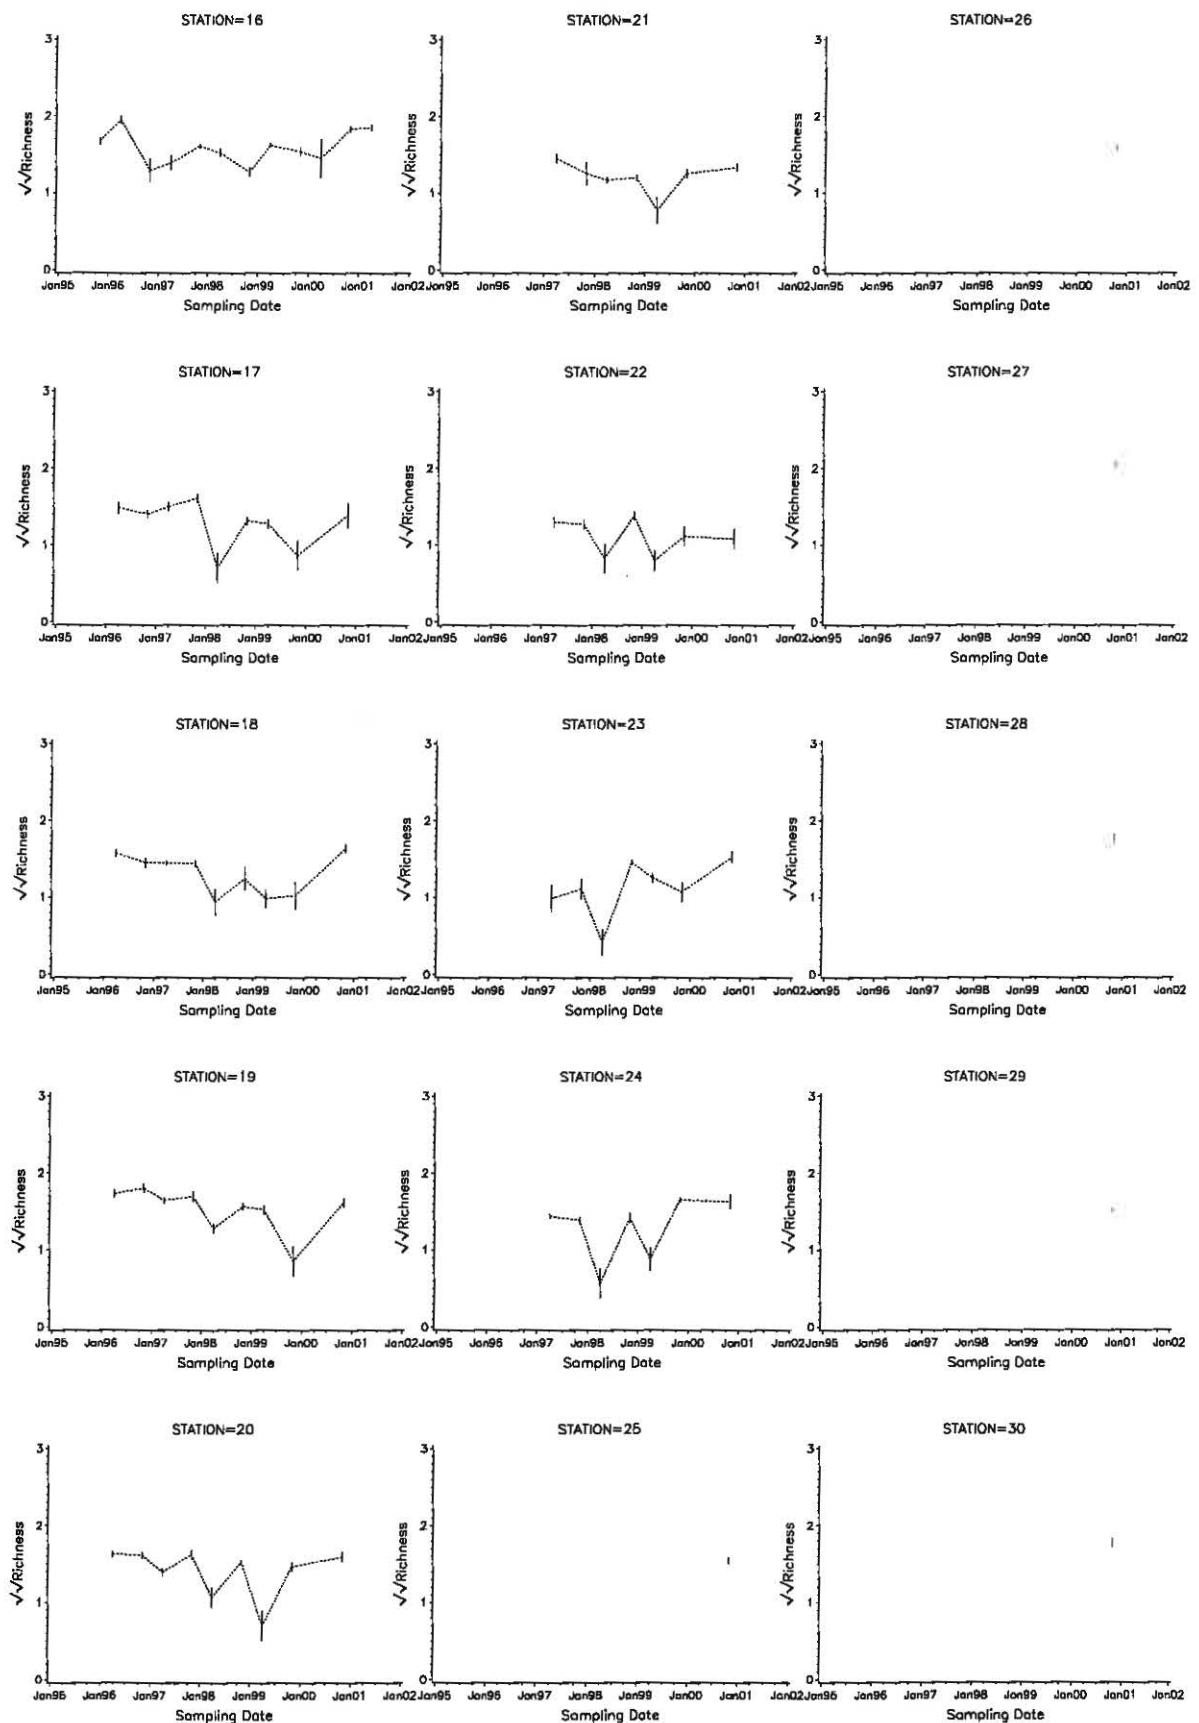 STATION=16
3
2
1
0
√√Richness
Jan95 Jan96 Jan97 Jan98 Jan99 Jan00 Jan01 Jan02
Sampling Date
STATION=21
3
2
1
0
√√Richness
Jan95 Jan96 Jan97 Jan98 Jan99 Jan00 Jan01 Jan02
Sampling Date
STATION=26
3
2
1
0
√√Richness
Jan95 Jan96 Jan97 Jan98 Jan99 Jan00 Jan01 Jan02
Sampling Date
STATION=17
3
2
1
0
√√Richness
Jan95 Jan96 Jan97 Jan98 Jan99 Jan00 Jan01 Jan02
Sampling Date
STATION=22
3
2
1
0
√√Richness
Jan95 Jan96 Jan97 Jan98 Jan99 Jan00 Jan01 Jan02
Sampling Date
STATION=27
3
2
1
0
√√Richness
Jan95 Jan96 Jan97 Jan98 Jan99 Jan00 Jan01 Jan02
Sampling Date
STATION=18
3
2
1
0
√√Richness
Jan95 Jan96 Jan97 Jan98 Jan99 Jan00 Jan01 Jan02
Sampling Date
STATION=23
3
2
1
0
√√Richness
Jan95 Jan96 Jan97 Jan98 Jan99 Jan00 Jan01 Jan02
Sampling Date
STATION=28
3
2
1
0
√√Richness
Jan95 Jan96 Jan97 Jan98 Jan99 Jan00 Jan01 Jan02
Sampling Date
STATION=19
3
2
1
0
√√Richness
Jan95 Jan96 Jan97 Jan98 Jan99 Jan00 Jan01 Jan02
Sampling Date
STATION=24
3
2
1
0
√√Richness
Jan95 Jan96 Jan97 Jan98 Jan99 Jan00 Jan01 Jan02
Sampling Date
STATION=29
3
2
1
0
√√Richness
Jan95 Jan96 Jan97 Jan98 Jan99 Jan00 Jan01 Jan02
Sampling Date
STATION=20
3
2
1
0
√√Richness
Jan95 Jan96 Jan97 Jan98 Jan99 Jan00 Jan01 Jan02
Sampling Date
STATION=25
3
2
1
0
√√Richness
Jan95 Jan96 Jan97 Jan98 Jan99 Jan00 Jan01 Jan02
Sampling Date
STATION=30
3
2
1
0
√√Richness
Jan95 Jan96 Jan97 Jan98 Jan99 Jan00 Jan01 Jan02
Sampling Date